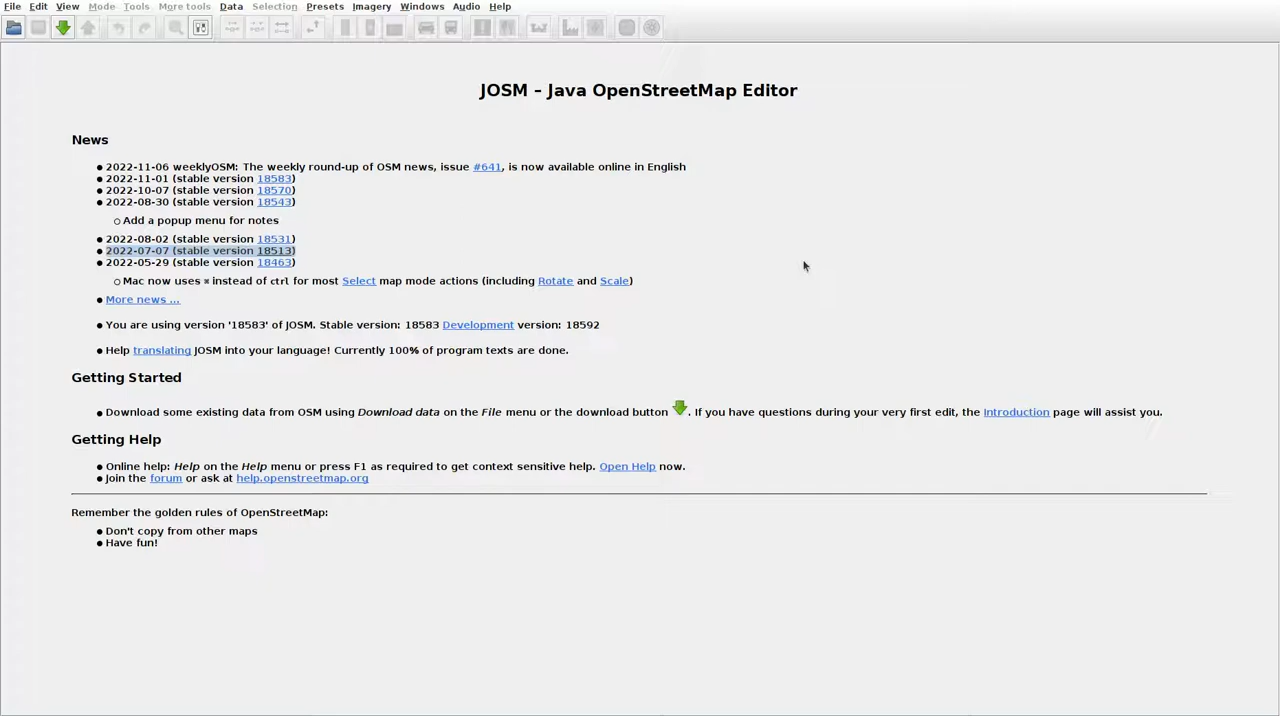 File Edit View Mode Tools More tools Data Selection Presets Imagery Windows Audio Help
JOSM – Java OpenStreetMap Editor
News
2022-11-06 weeklyOSM: The weekly round-up of OSM news, issue #641, is now available online in English
2022-11-01 (stable version 18583)
2022-10-07 (stable version 18570)
2022-08-30 (stable version 18543)
Add a popup menu for notes
2022-08-02 (stable version 18531)
2022-07-07 (stable version 18513)
2022-05-29 (stable version 18463)
Mac now uses ⌘ instead of ctrl for most Select map mode actions (including Rotate and Scale)
More news ...
You are using version '18583' of JOSM. Stable version: 18583 Development version: 18592
Help translating JOSM into your language! Currently 100% of program texts are done.
Getting Started
Download some existing data from OSM using Download data on the File menu or the download button . If you have questions during your very first edit, the Introduction page will assist you.
Getting Help
Online help: Help on the Help menu or press F1 as required to get context sensitive help. Open Help now.
Join the forum or ask at help.openstreetmap.org
Remember the golden rules of OpenStreetMap:
Don't copy from other maps
Have fun!